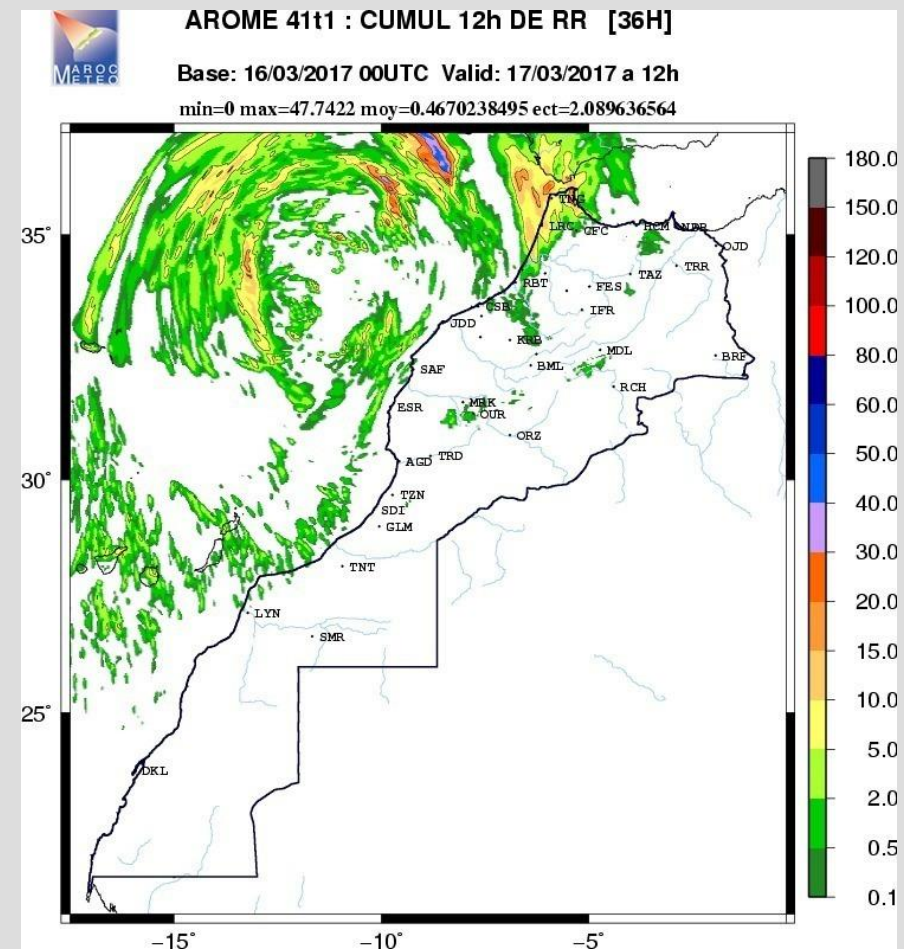 AROME 41t1 : CUMUL 12h DE RR [36H]
MAROC
METEO
Base: 16/03/2017 00UTC Valid: 17/03/2017 a 12h
min=0 max=47.7422 moy=0.4670238495 ect=2.089636564
180.0
150.0
120.0
100.0
80.0
60.0
50.0
40.0
30.0
20.0
15.0
10.0
5.0
2.0
0.5
0.1
35°
30°
25°
−15°
−10°
−5°
TNG
LRC
CFC
HCM
NDR
OJD
TRR
TAZ
RBT
FES
CSB
IFR
JDD
KRB
MDL
BRF
SAF
BML
RCH
ESR
MRK
OUR
ORZ
AGD
TRD
TZN
SDI
GLM
TNT
LYN
SMR
DKL